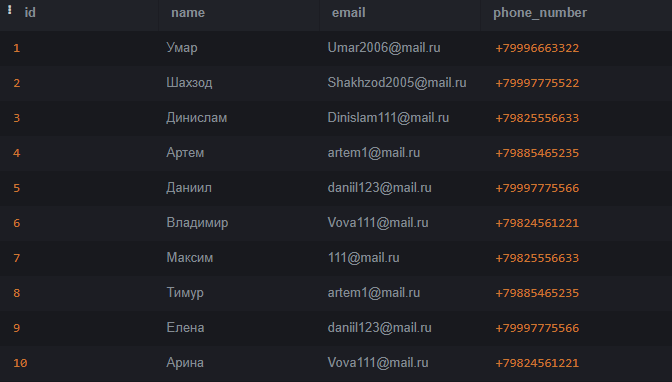 id name email phone_number
1 Умар Umar2006@mail.ru +79996663322
2 Шахзод Shakhzod2005@mail.ru +79997775522
3 Динислам Dinislam111@mail.ru +79825556633
4 Артем artem1@mail.ru +79885465235
5 Даниил daniil123@mail.ru +79997775566
6 Владимир Vova111@mail.ru +79824561221
7 Максим 111@mail.ru +79825556633
8 Тимур artem1@mail.ru +79885465235
9 Елена daniil123@mail.ru +79997775566
10 Арина Vova111@mail.ru +79824561221